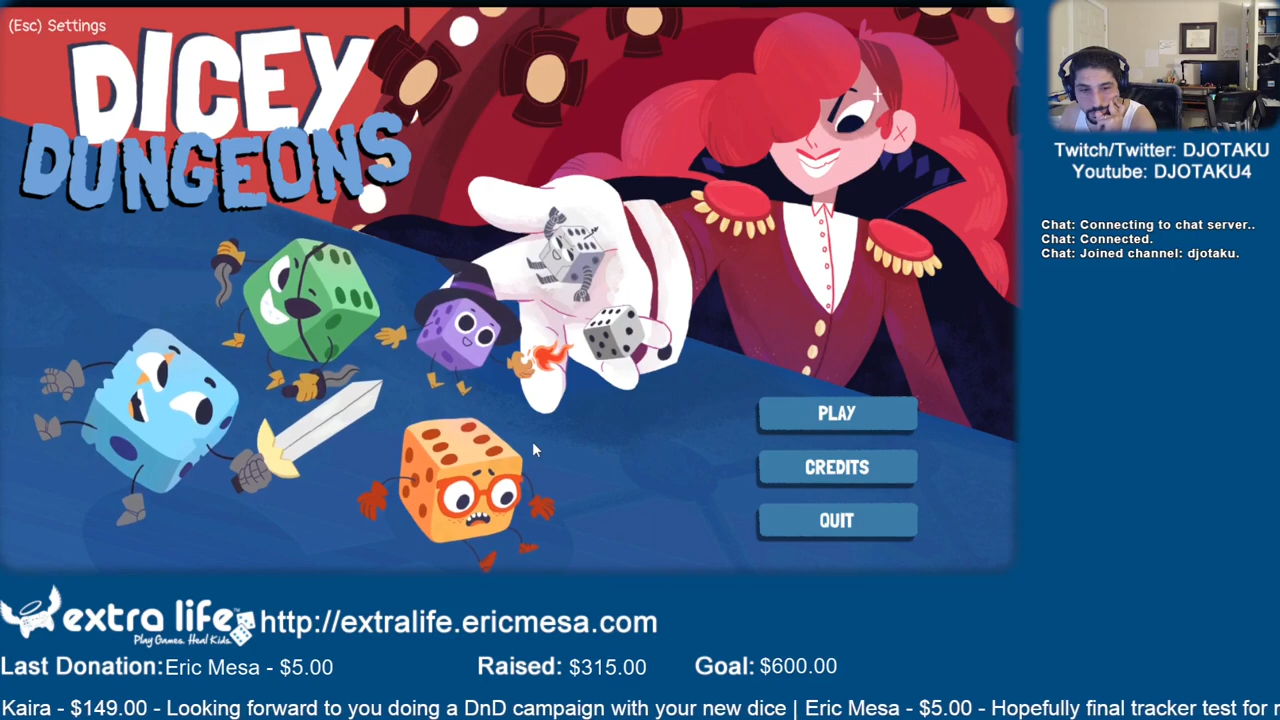 (Esc) Settings
DICEY
DUNGEONS
PLAY
CREDITS
QUIT
Twitch/Twitter: DJOTAKU
Youtube: DJOTAKU4
Chat: Connecting to chat server..
Chat: Connected.
Chat: Joined channel: djotaku.
extra life
Play Games. Heal Kids.
http://extralife.ericmesa.com
Last Donation: Eric Mesa - $5.00
Raised: $315.00
Goal: $600.00
Kaira - $149.00 - Looking forward to you doing a DnD campaign with your new dice | Eric Mesa - $5.00 - Hopefully final tracker test for